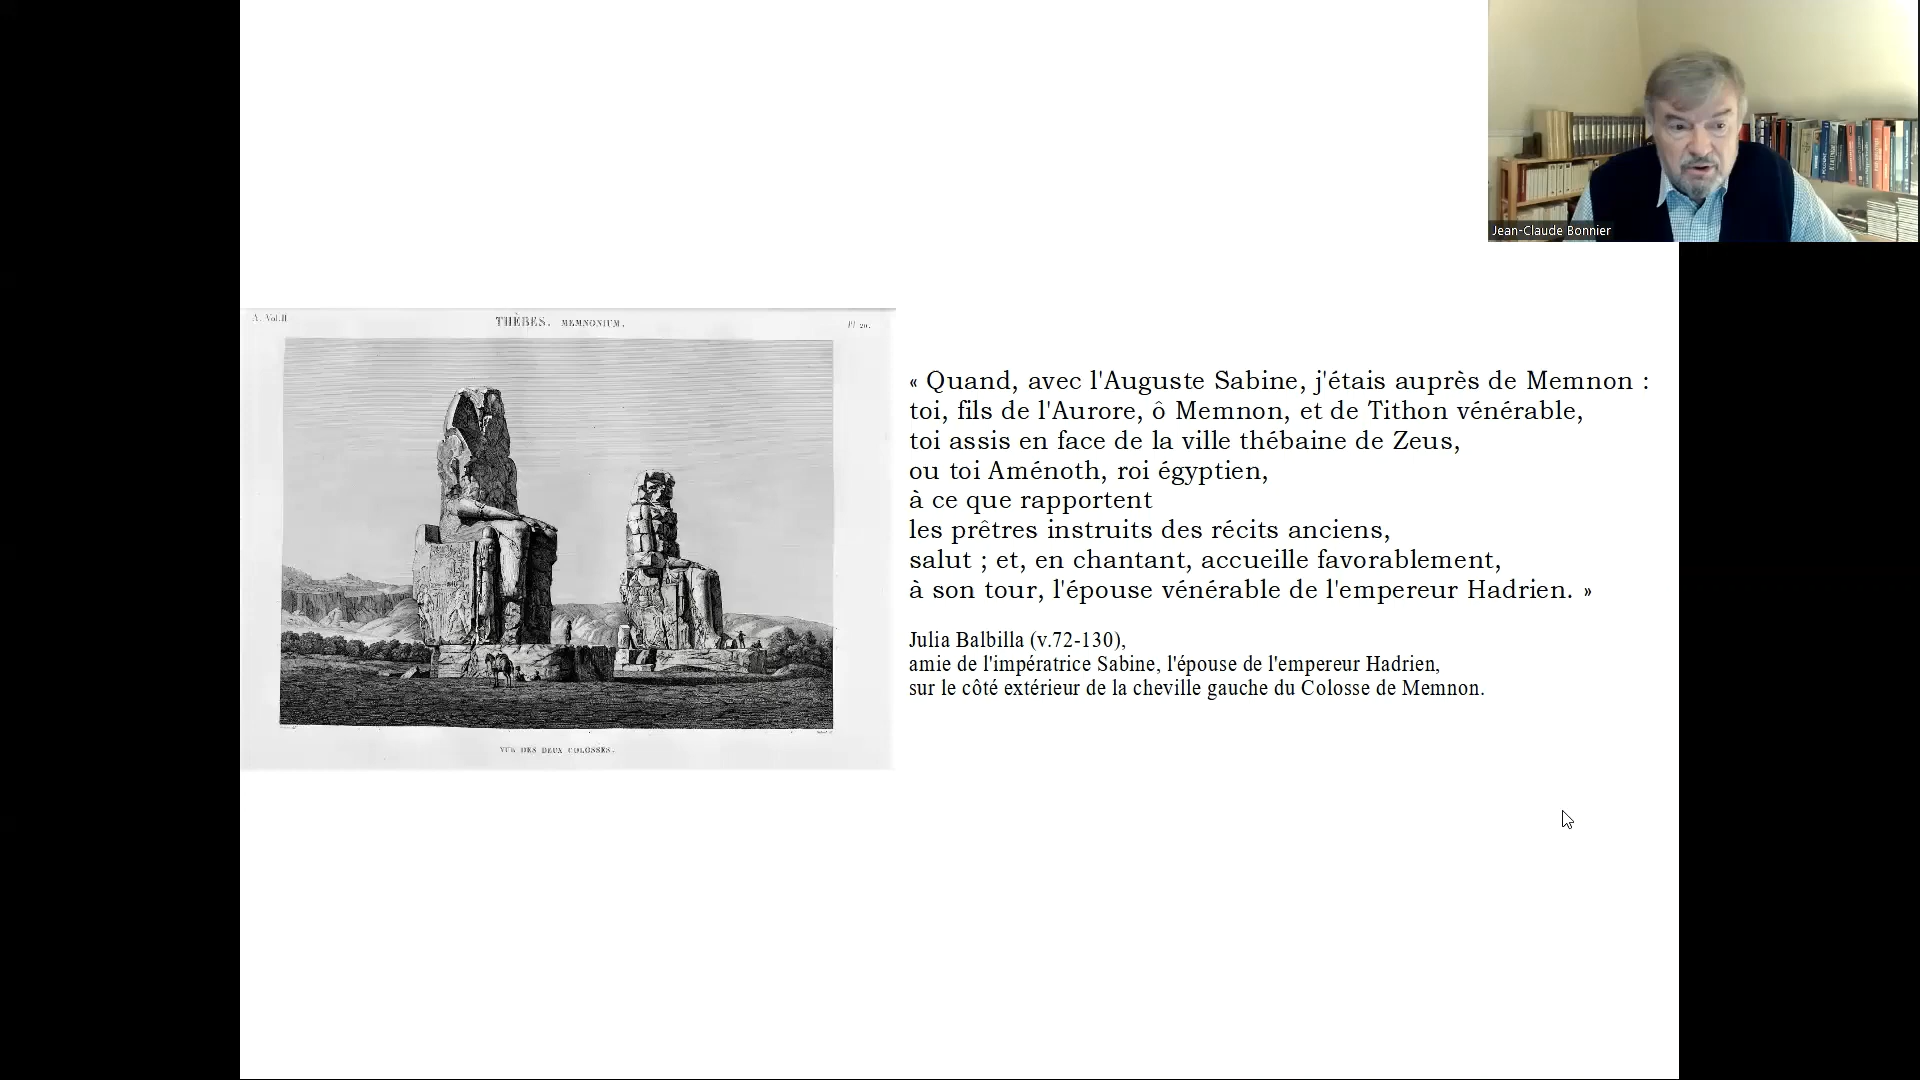 Jean-Claude Bonnier
A. Vol. II
THÈBES. MEMNONIUM.
Pl 20.
VUE DES DEUX COLOSSES.
« Quand, avec l'Auguste Sabine, j'étais auprès de Memnon :
toi, fils de l'Aurore, ô Memnon, et de Tithon vénérable,
toi assis en face de la ville thébaine de Zeus,
ou toi Aménoth, roi égyptien,
à ce que rapportent
les prêtres instruits des récits anciens,
salut ; et, en chantant, accueille favorablement,
à son tour, l'épouse vénérable de l'empereur Hadrien. »
Julia Balbilla (v.72-130),
amie de l'impératrice Sabine, l'épouse de l'empereur Hadrien,
sur le côté extérieur de la cheville gauche du Colosse de Memnon.